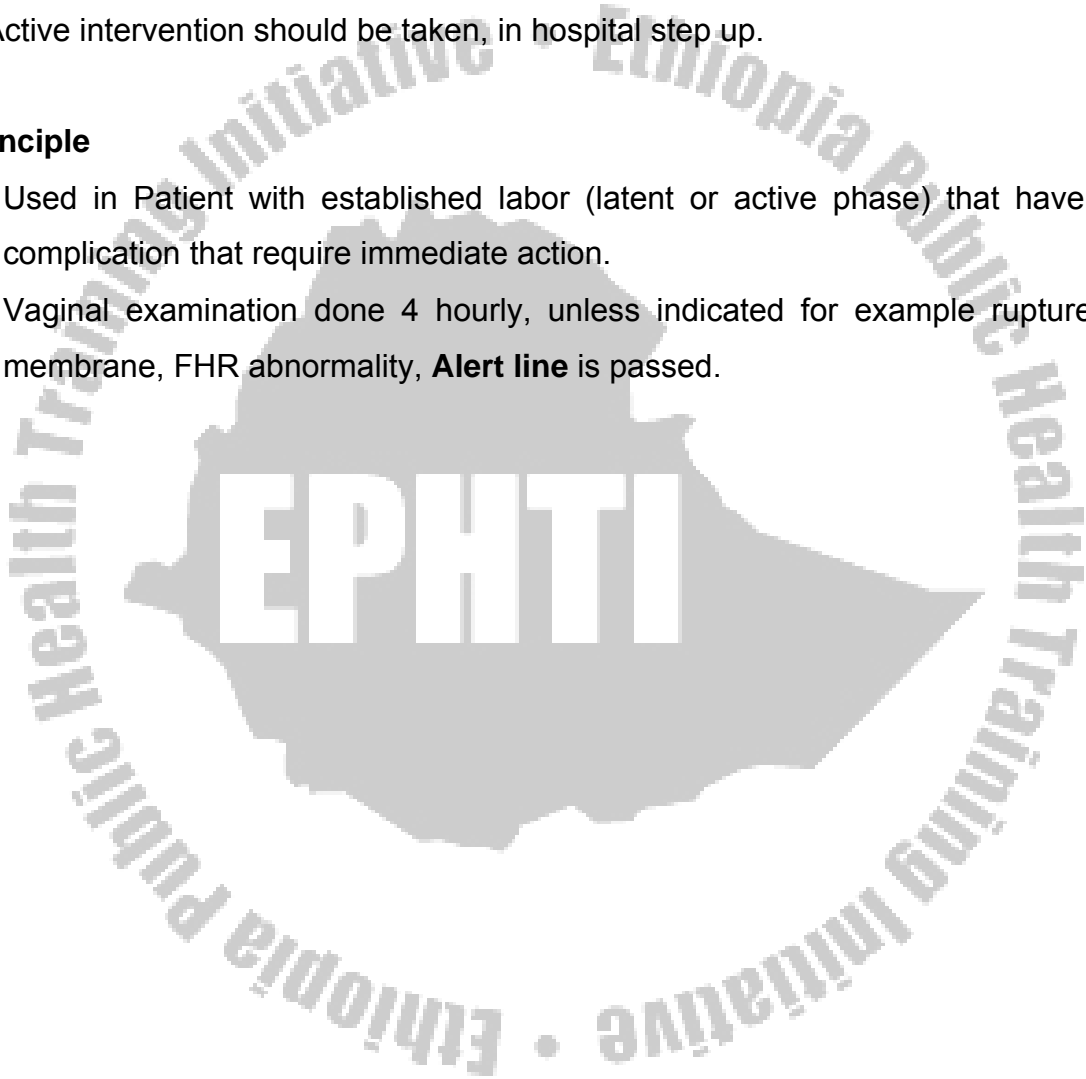 Active intervention should be taken, in hospital step up.
nciple
Used in Patient with established labor (latent or active phase) that have
complication that require immediate action.
Vaginal examination done 4 hourly, unless indicated for example rupture
membrane, FHR abnormality, Alert line is passed.
Ethiopia Public Health Training Initiative •
EPHTI
Ethiopia Public Health Training Initiative •